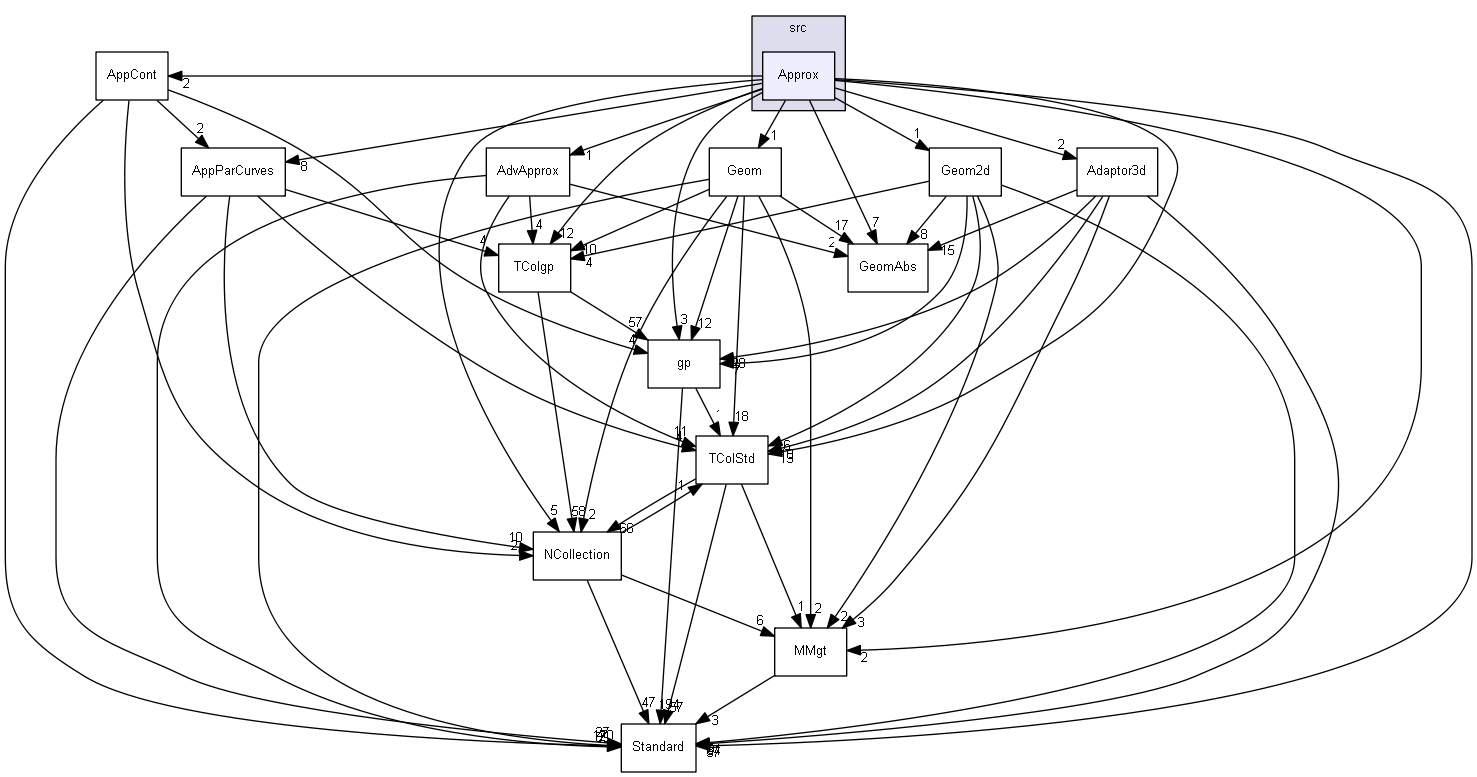 src
Approx
AppCont
2
2
1
1
2
AppParCurves
8
AdvApprox
1
Geom
Geom2d
Adaptor3d
4
12
17
7
8
4
10
2
15
TColgp
4
GeomAbs
57
3
12
4
gp
18
11
TColStd
1
5
58
2
10
NCollection
1
2
2
3
6
MMgt
2
47
3
Standard